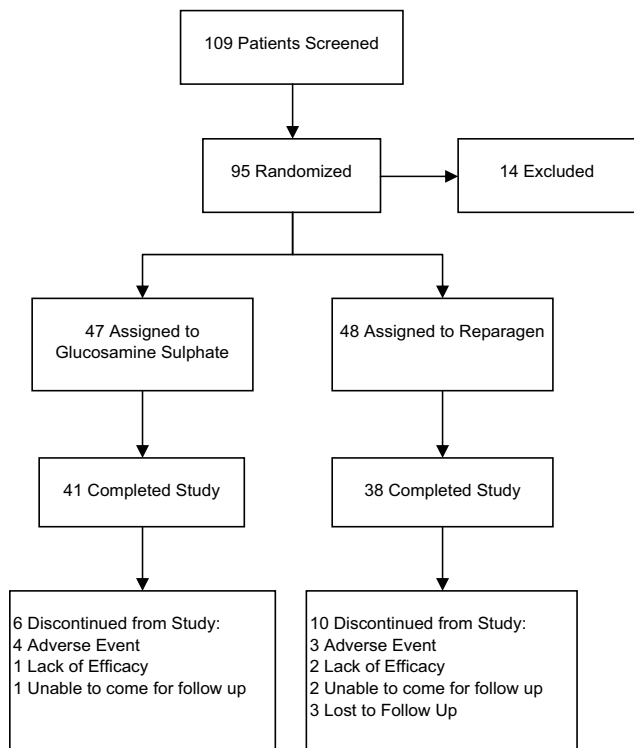 109 Patients Screened
95 Randomized
14 Excluded
47 Assigned to
Glucosamine Sulphate
48 Assigned to Reparagen
41 Completed Study
38 Completed Study
6 Discontinued from Study:
4 Adverse Event
1 Lack of Efficacy
1 Unable to come for follow up
10 Discontinued from Study:
3 Adverse Event
2 Lack of Efficacy
2 Unable to come for follow up
3 Lost to Follow Up